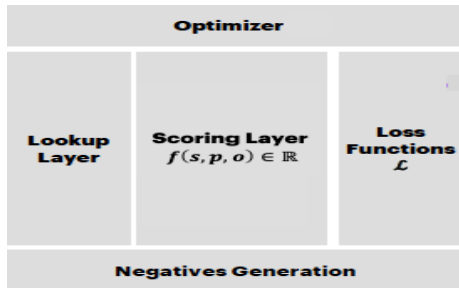 Optimizer
Lookup
Layer
Scoring Layer
f(s, p, o) ∈ ℝ
Loss
Functions
ℒ
Negatives Generation